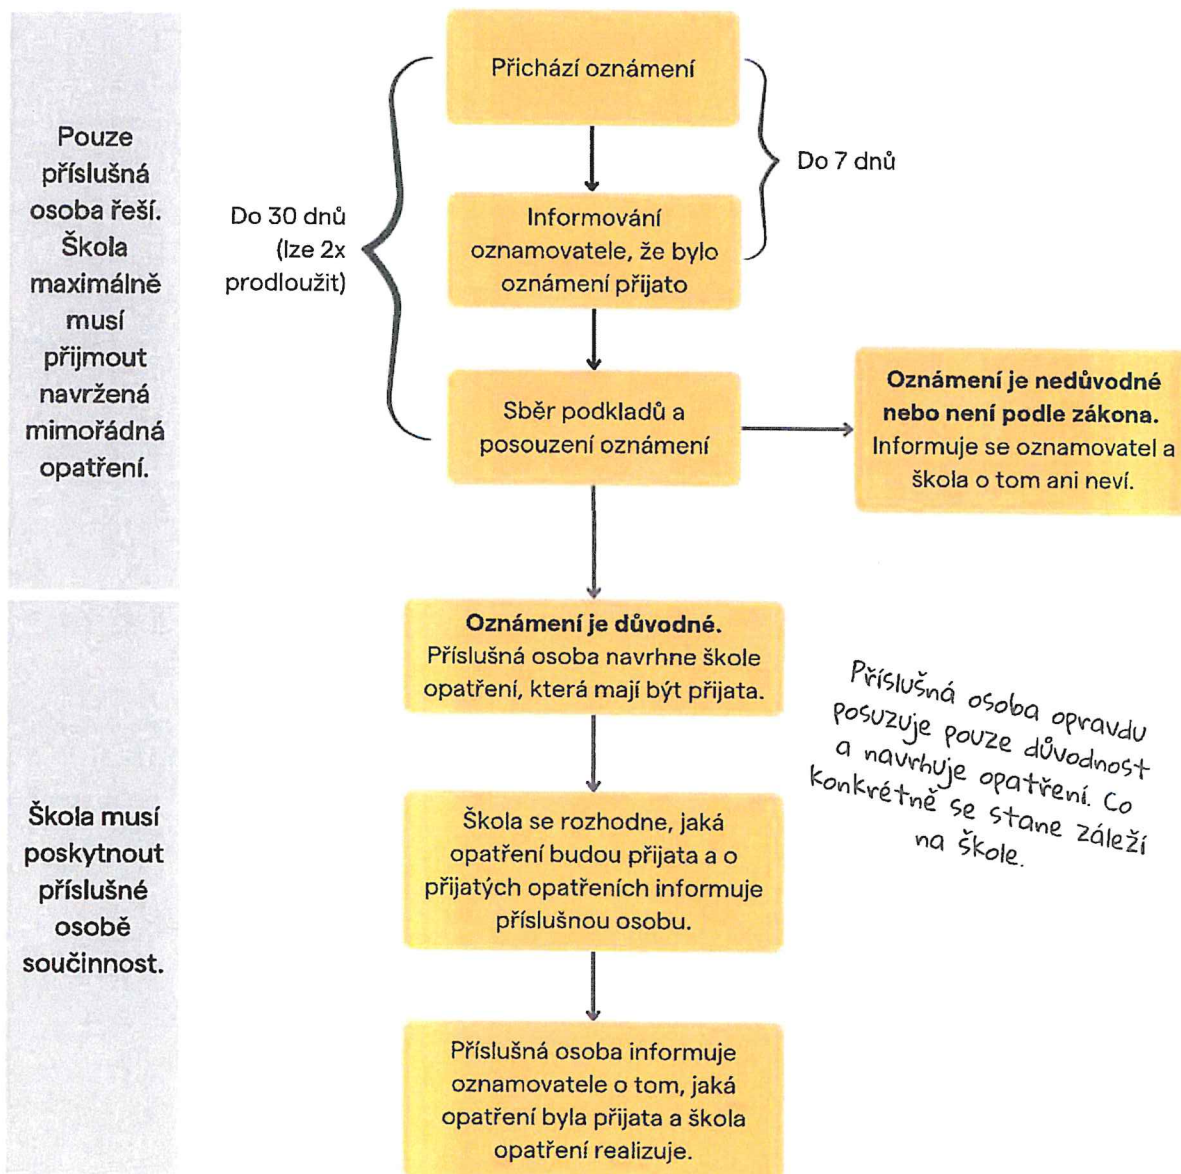 Pouze
příslušná
osoba řeší.
Škola
maximálně
musí
přijmout
navržená
mimořádná
opatření.
Do 30 dnů
(lze 2x
prodloužit)
Přichází oznámení
Do 7 dnů
Informování
oznamovatele, že bylo
oznámení přijato
Sběr podkladů a
posouzení oznámení
Oznámení je nedůvodné
nebo není podle zákona.
Informuje se oznamovatel a
škola o tom ani neví.
Škola musí
poskytnout
příslušné
osobě
součinnost.
Oznámení je důvodné.
Příslušná osoba navrhne škole
opatření, která mají být přijata.
Příslušná osoba opravdu
posuzuje pouze důvodnost
a navrhuje opatření. Co
konkrétně se stane záleží
na škole.
Škola se rozhodne, jaká
opatření budou přijata a o
přijatých opatřeních informuje
příslušnou osobu.
Příslušná osoba informuje
oznamovatele o tom, jaká
opatření byla přijata a škola
opatření realizuje.